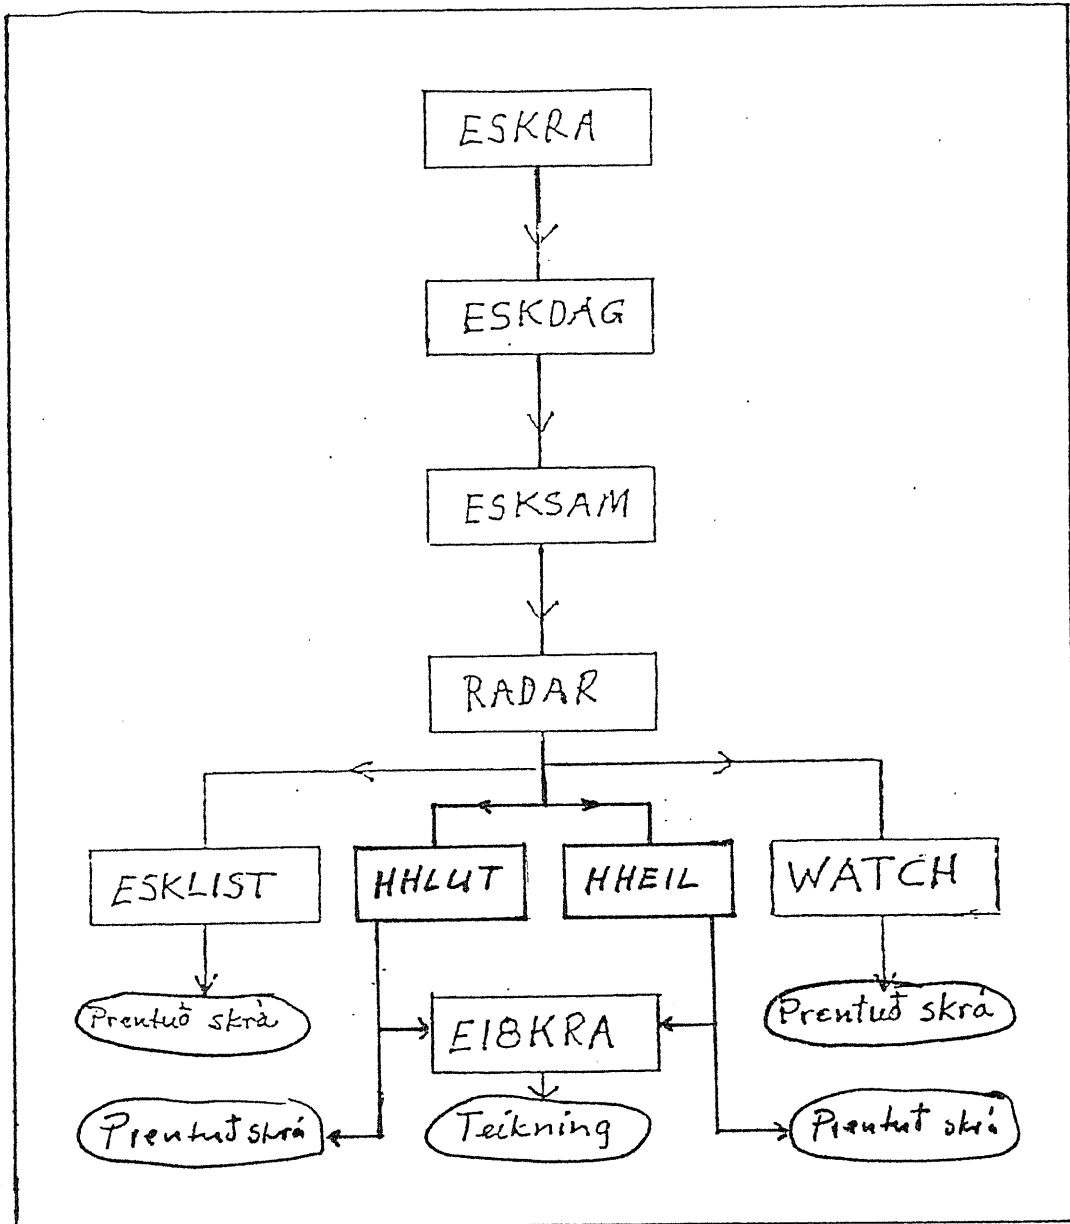 ESKRA
ESKDAG
ESKSAM
RADAR
ESKLIST
HHLUT
HHEIL
WATCH
Prentuð skrá
Prentuð skrá
E18KRA
Prentuð skrá
Teikning
Prentuð skrá